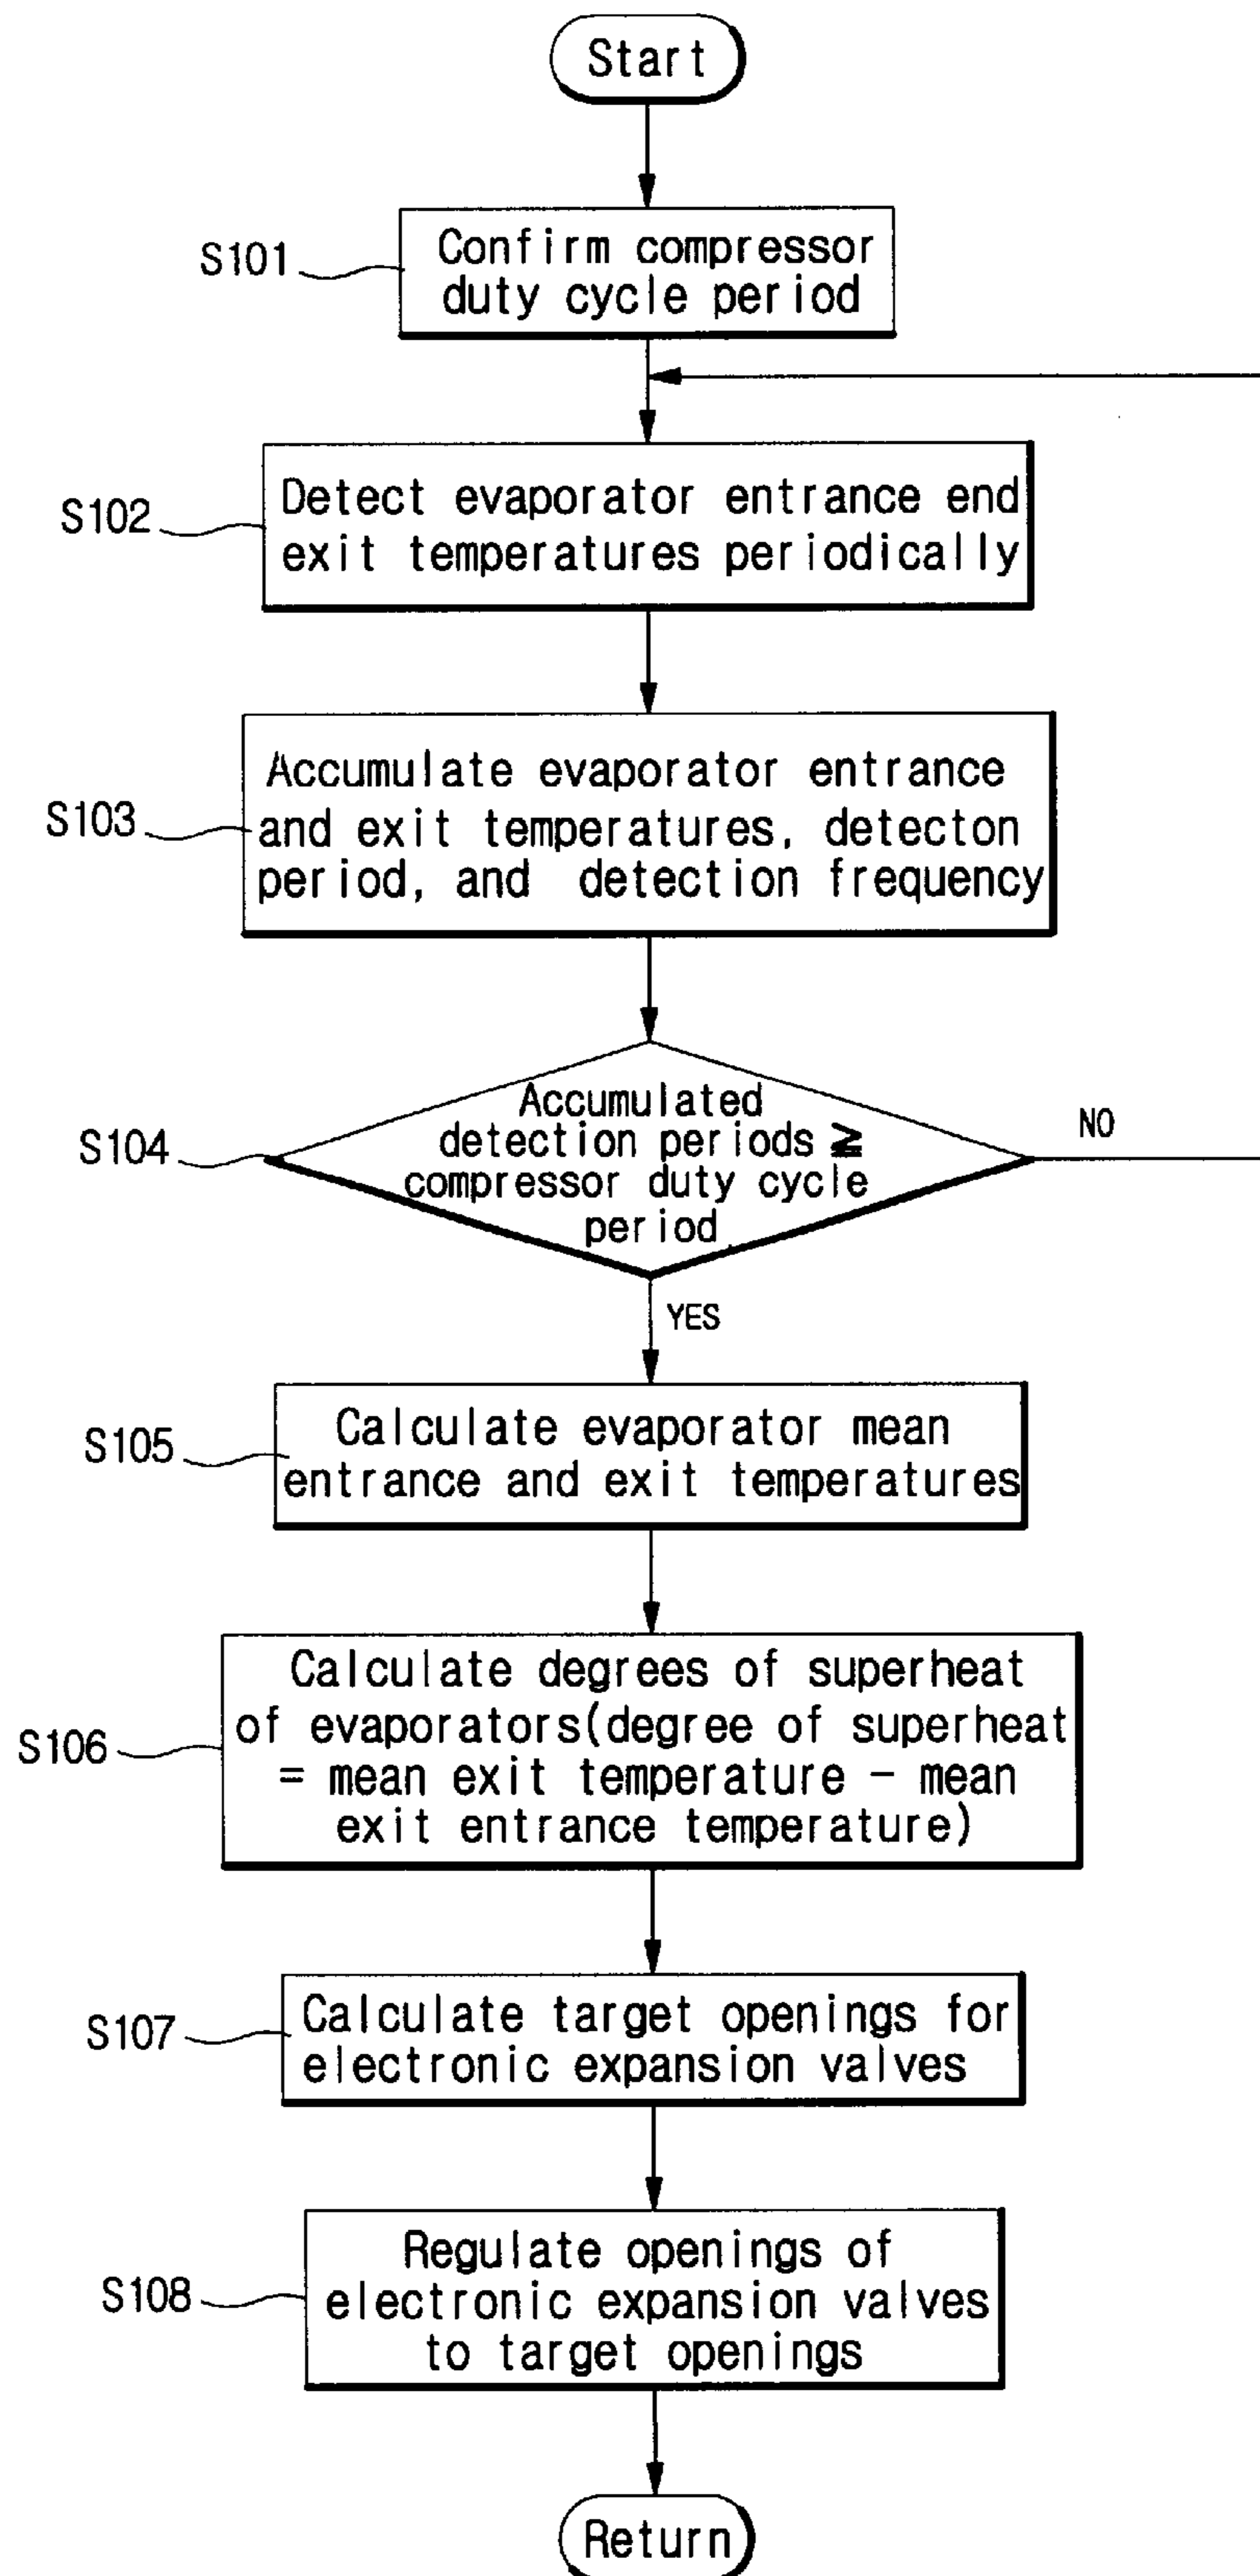 Start
S101
Confirm compressor
duty cycle period
S102
Detect evaporator entrance end
exit temperatures periodically
S103
Accumulate evaporator entrance
and exit temperatures, detecton
period, and detection frequency
S104
Accumulated
detection periods ≧
compressor duty cycle
period
NO
YES
S105
Calculate evaporator mean
entrance and exit temperatures
S106
Calculate degrees of superheat
of evaporators(degree of superheat
= mean exit temperature - mean
exit entrance temperature)
S107
Calculate target openings for
electronic expansion valves
S108
Regulate openings of
electronic expansion valves
to target openings
Return